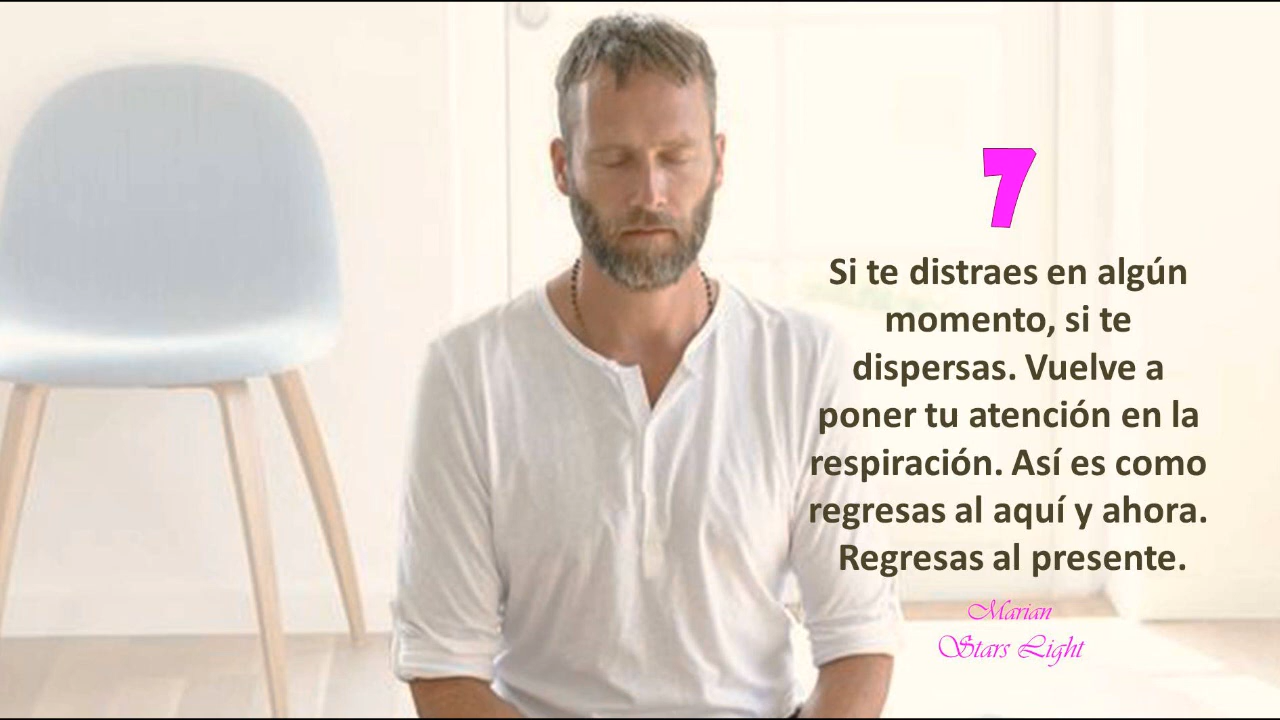 7
Si te distraes en algún
momento, si te
dispersas. Vuelve a
poner tu atención en la
respiración. Así es como
regresas al aquí y ahora.
Regresas al presente.
Marian
Stars Light